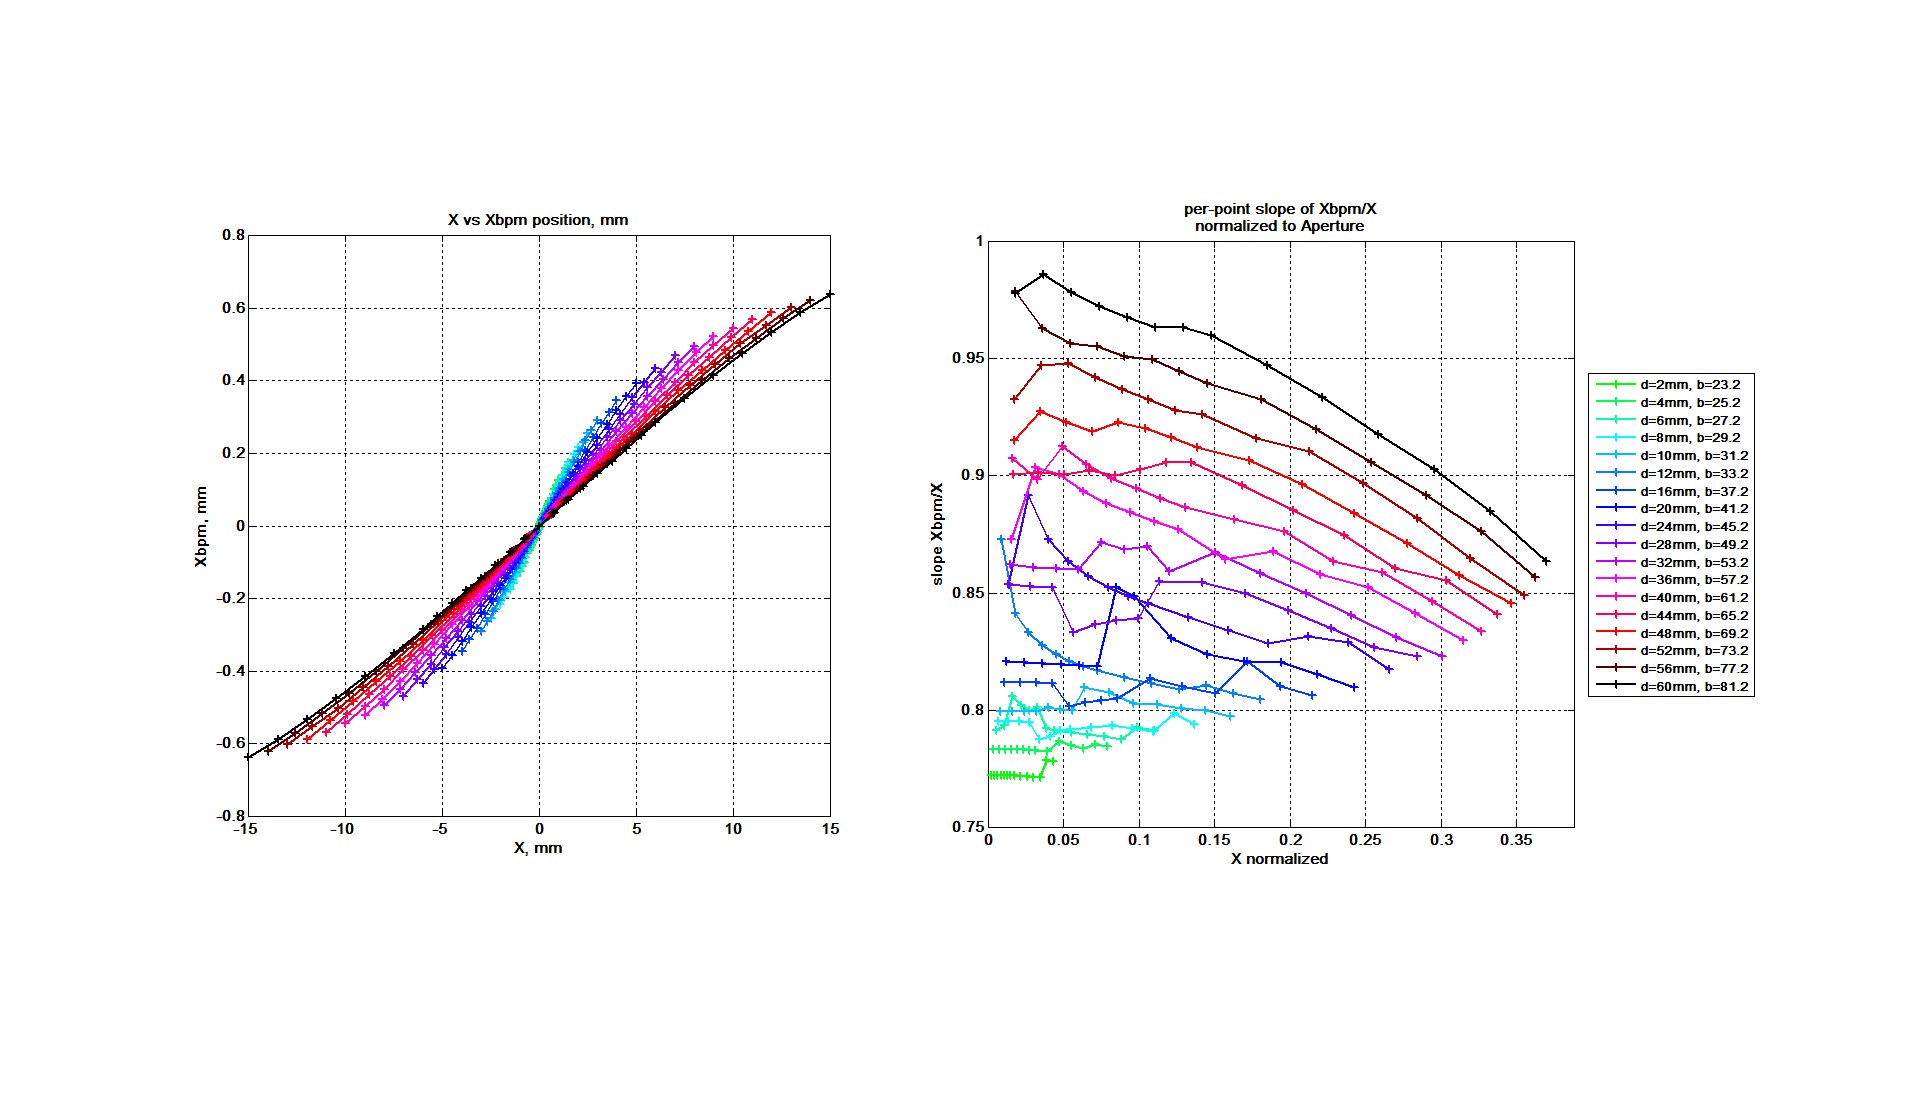 X vs Xbpm position, mm
0.8
0.6
0.4
0.2
0
-0.2
-0.4
-0.6
-0.8
Xbpm, mm
-15
-10
-5
0
5
10
15
X, mm
per-point slope of Xbpm/X
normalized to Aperture
1
0.95
0.9
0.85
0.8
0.75
slope Xbpm/X
0
0.05
0.1
0.15
0.2
0.25
0.3
0.35
X normalized
d=2mm, b=23.2
d=4mm, b=25.2
d=6mm, b=27.2
d=8mm, b=29.2
d=10mm, b=31.2
d=12mm, b=33.2
d=16mm, b=37.2
d=20mm, b=41.2
d=24mm, b=45.2
d=28mm, b=49.2
d=32mm, b=53.2
d=36mm, b=57.2
d=40mm, b=61.2
d=44mm, b=65.2
d=48mm, b=69.2
d=52mm, b=73.2
d=56mm, b=77.2
d=60mm, b=81.2